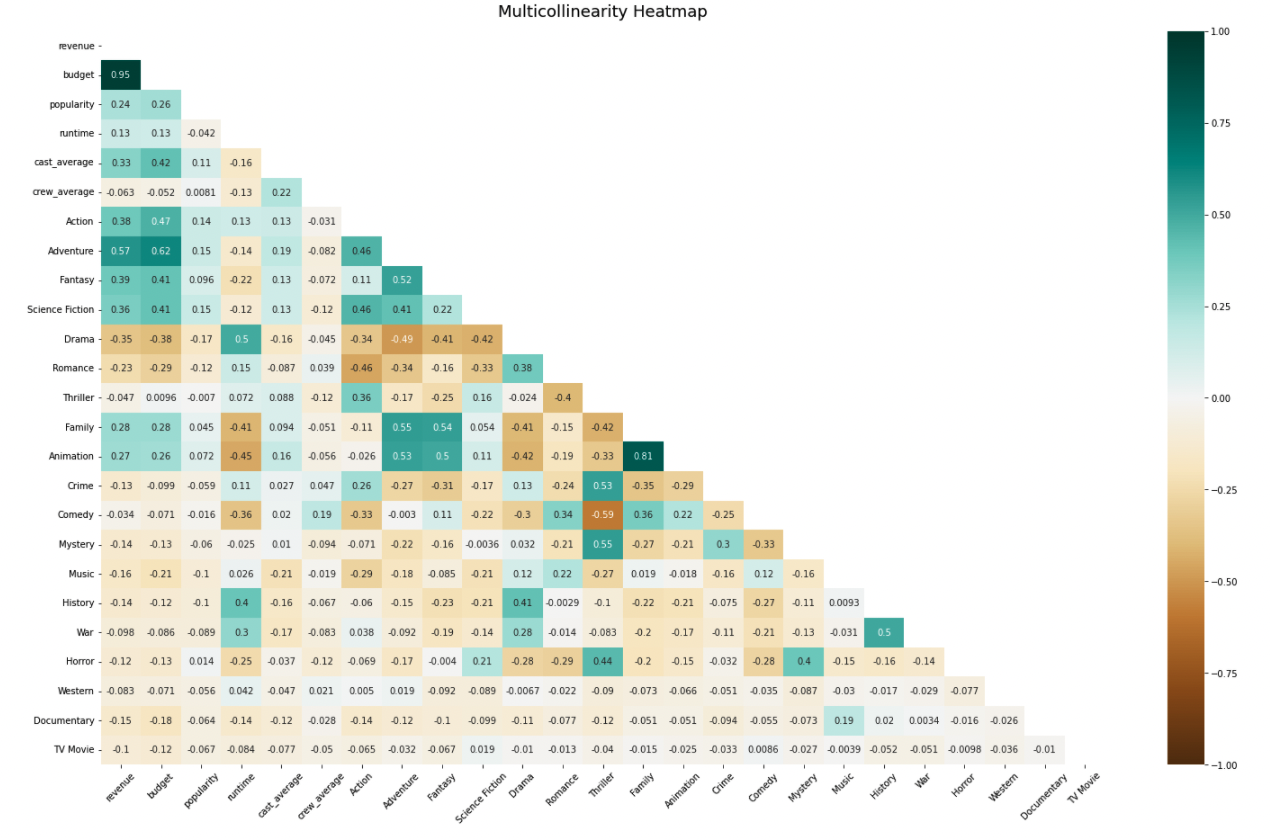 Multicollinearity Heatmap
revenue
budget 0.95
popularity 0.24 0.26
runtime 0.13 0.13 -0.042
cast_average 0.33 0.42 0.11 -0.16
crew_average -0.063 -0.052 0.0081 -0.13 0.22
Action 0.38 0.47 0.14 0.13 0.13 -0.031
Adventure 0.57 0.62 0.15 -0.14 0.19 -0.082 0.46
Fantasy 0.39 0.41 0.096 -0.22 0.13 -0.072 0.11 0.52
Science Fiction 0.36 0.41 0.15 -0.12 0.13 -0.12 0.46 0.41 0.22
Drama -0.35 -0.38 -0.17 0.5 -0.16 -0.045 -0.34 -0.49 -0.41 -0.42
Romance -0.23 -0.29 -0.12 0.15 -0.087 0.039 -0.46 -0.34 -0.16 -0.33 0.38
Thriller -0.047 0.0096 -0.007 0.072 0.088 -0.12 0.36 -0.17 -0.25 0.16 -0.024 -0.4
Family 0.28 0.28 0.045 -0.41 0.094 -0.051 -0.11 0.55 0.54 0.054 -0.41 -0.15 -0.42
Animation 0.27 0.26 0.072 -0.45 0.16 -0.056 -0.026 0.53 0.5 0.11 -0.42 -0.19 -0.33 0.81
Crime -0.13 -0.099 -0.059 0.11 0.027 0.047 0.26 -0.27 -0.31 -0.17 0.13 -0.24 0.53 -0.35 -0.29
Comedy -0.034 -0.071 -0.016 -0.36 0.02 0.19 -0.33 -0.003 0.11 -0.22 -0.3 0.34 -0.59 0.36 0.22 -0.25
Mystery -0.14 -0.13 -0.06 -0.025 0.01 -0.094 -0.071 -0.22 -0.16 -0.0036 0.032 -0.21 0.55 -0.27 -0.21 0.3 -0.33
Music -0.16 -0.21 -0.1 0.026 -0.21 -0.019 -0.29 -0.18 -0.085 -0.21 0.12 0.22 -0.27 0.019 -0.018 -0.16 0.12 -0.16
History -0.14 -0.12 -0.1 0.4 -0.16 -0.067 -0.06 -0.15 -0.23 -0.21 0.41 -0.0029 -0.1 -0.22 -0.21 -0.075 -0.27 -0.11 0.0093
War -0.098 -0.086 -0.089 0.3 -0.17 -0.083 0.038 -0.092 -0.19 -0.14 0.28 -0.014 -0.083 -0.2 -0.17 -0.11 -0.21 -0.13 -0.031 0.5
Horror -0.12 -0.13 0.014 -0.25 -0.037 -0.12 -0.069 -0.17 -0.004 0.21 -0.28 -0.29 0.44 -0.2 -0.15 -0.032 -0.28 0.4 -0.15 -0.16 -0.14
Western -0.083 -0.071 -0.056 0.042 -0.047 0.021 0.005 0.019 -0.092 -0.089 -0.0067 -0.022 -0.09 -0.073 -0.066 -0.051 -0.035 -0.087 -0.03 -0.017 -0.029 -0.077
Documentary -0.15 -0.18 -0.064 -0.14 -0.12 -0.028 -0.14 -0.12 -0.1 -0.099 -0.11 -0.077 -0.12 -0.051 -0.051 -0.094 -0.055 -0.073 0.19 0.02 0.0034 -0.016 -0.026
TV Movie -0.1 -0.12 -0.067 -0.084 -0.077 -0.05 -0.065 -0.032 -0.067 0.019 -0.01 -0.013 -0.04 -0.015 -0.025 -0.033 0.0086 -0.027 -0.0039 -0.052 -0.051 -0.0098 -0.036 -0.01
revenue budget popularity runtime cast_average crew_average Action Adventure Fantasy Science Fiction Drama Romance Thriller Family Animation Crime Comedy Mystery Music History War Horror Western Documentary TV Movie
1.00
0.75
0.50
0.25
0.00
−0.25
−0.50
−0.75
−1.00